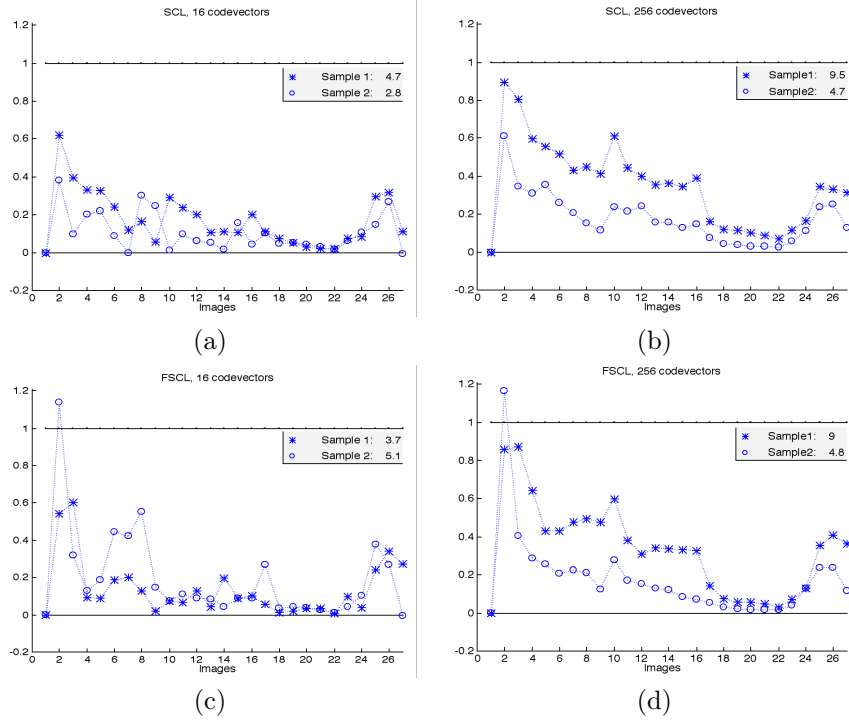 SCL, 16 codevectors
1.2
1
0.8
0.6
0.4
0.2
0
-0.2
Sample 1: 4.7
Sample 2: 2.8
0 2 4 6 8 10 12 14 16 18 20 22 24 26
Images
(a)
SCL, 256 codevectors
1.2
1
0.8
0.6
0.4
0.2
0
-0.2
Sample1: 9.5
Sample2: 4.7
0 2 4 6 8 10 12 14 16 18 20 22 24 26
Images
(b)
FSCL, 16 codevectors
1.2
1
0.8
0.6
0.4
0.2
0
-0.2
Sample 1: 3.7
Sample 2: 5.1
0 2 4 6 8 10 12 14 16 18 20 22 24 26
Images
(c)
FSCL, 256 codevectors
1.2
1
0.8
0.6
0.4
0.2
0
-0.2
Sample1: 9
Sample2: 4.8
0 2 4 6 8 10 12 14 16 18 20 22 24 26
Images
(d)